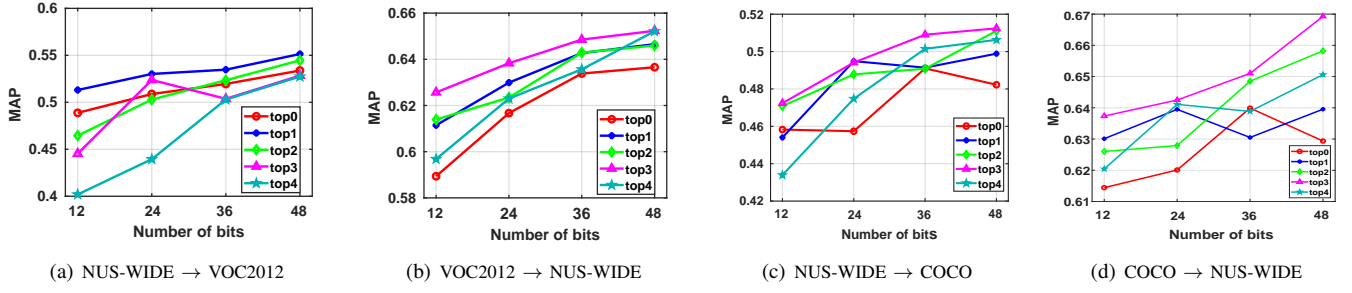 0.6
0.55
0.5
0.45
0.4
MAP
12 24 36 48
Number of bits
top0
top1
top2
top3
top4
(a) NUS-WIDE → VOC2012
0.66
0.64
0.62
0.6
0.58
MAP
12 24 36 48
Number of bits
top0
top1
top2
top3
top4
(b) VOC2012 → NUS-WIDE
0.52
0.5
0.48
0.46
0.44
0.42
MAP
12 24 36 48
Number of bits
top0
top1
top2
top3
top4
(c) NUS-WIDE → COCO
0.67
0.66
0.65
0.64
0.63
0.62
0.61
MAP
12 24 36 48
Number of bits
top0
top1
top2
top3
top4
(d) COCO → NUS-WIDE